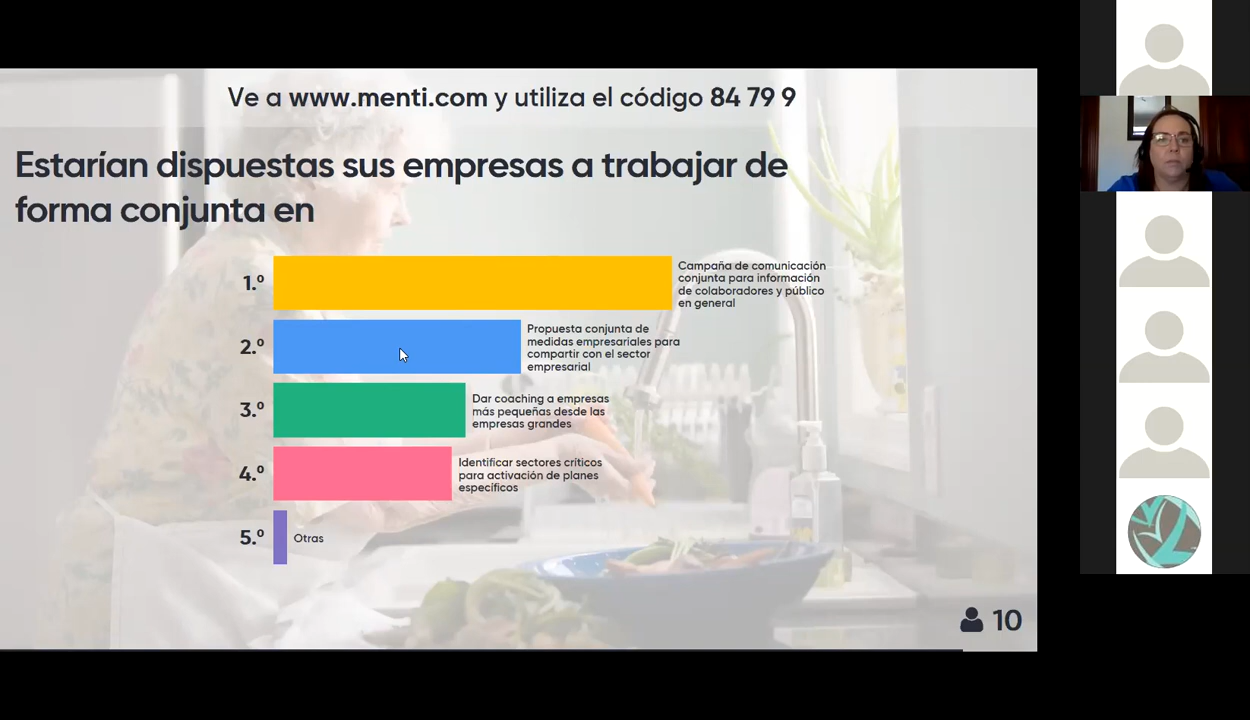 Ve a www.menti.com y utiliza el código 84 79 9
Estarían dispuestas sus empresas a trabajar de
forma conjunta en
1.º
Campaña de comunicación
conjunta para información
de colaboradores y público
en general
2.º
Propuesta conjunta de
medidas empresariales para
compartir con el sector
empresarial
3.º
Dar coaching a empresas
más pequeñas desde las
empresas grandes
4.º
Identificar sectores críticos
para activación de planes
específicos
5.º
Otras
10